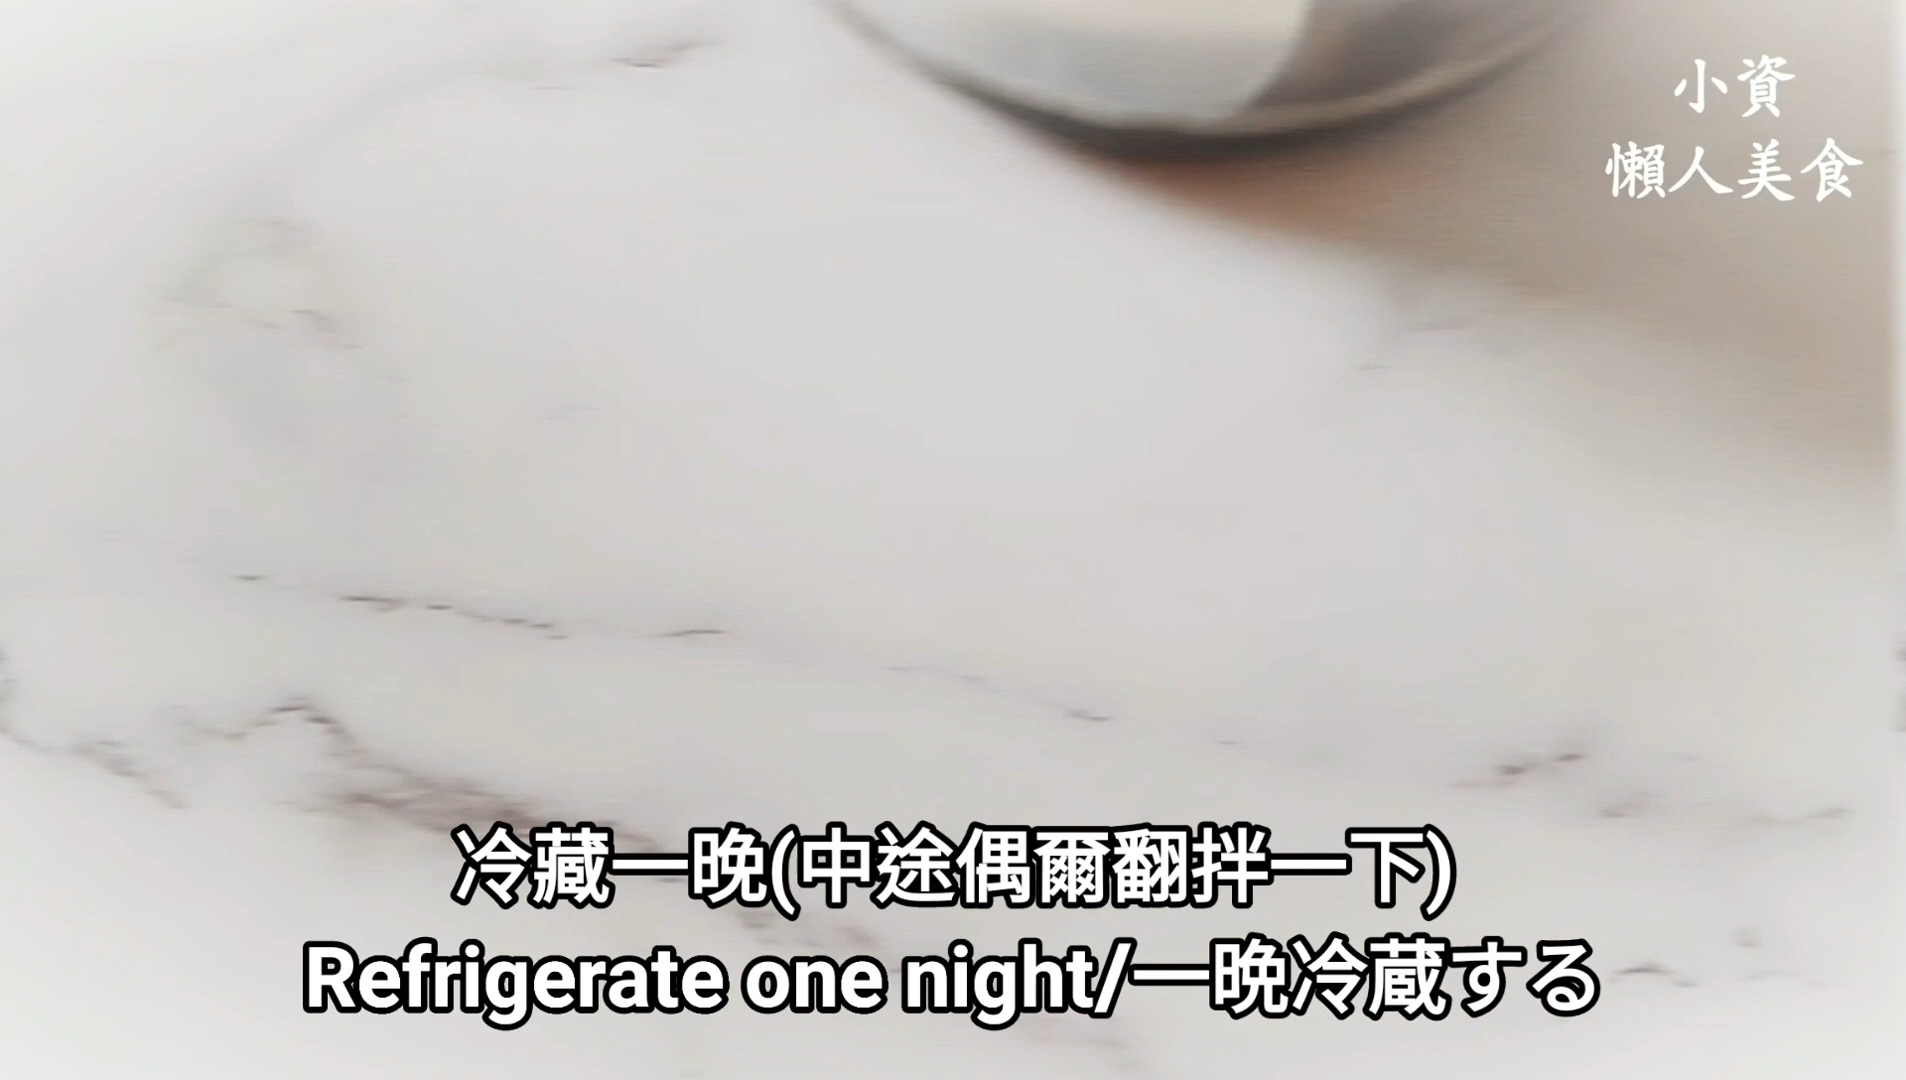 小資
懶人美食
冷藏一晚(中途偶爾翻拌一下)
Refrigerate one night/一晩冷蔵する